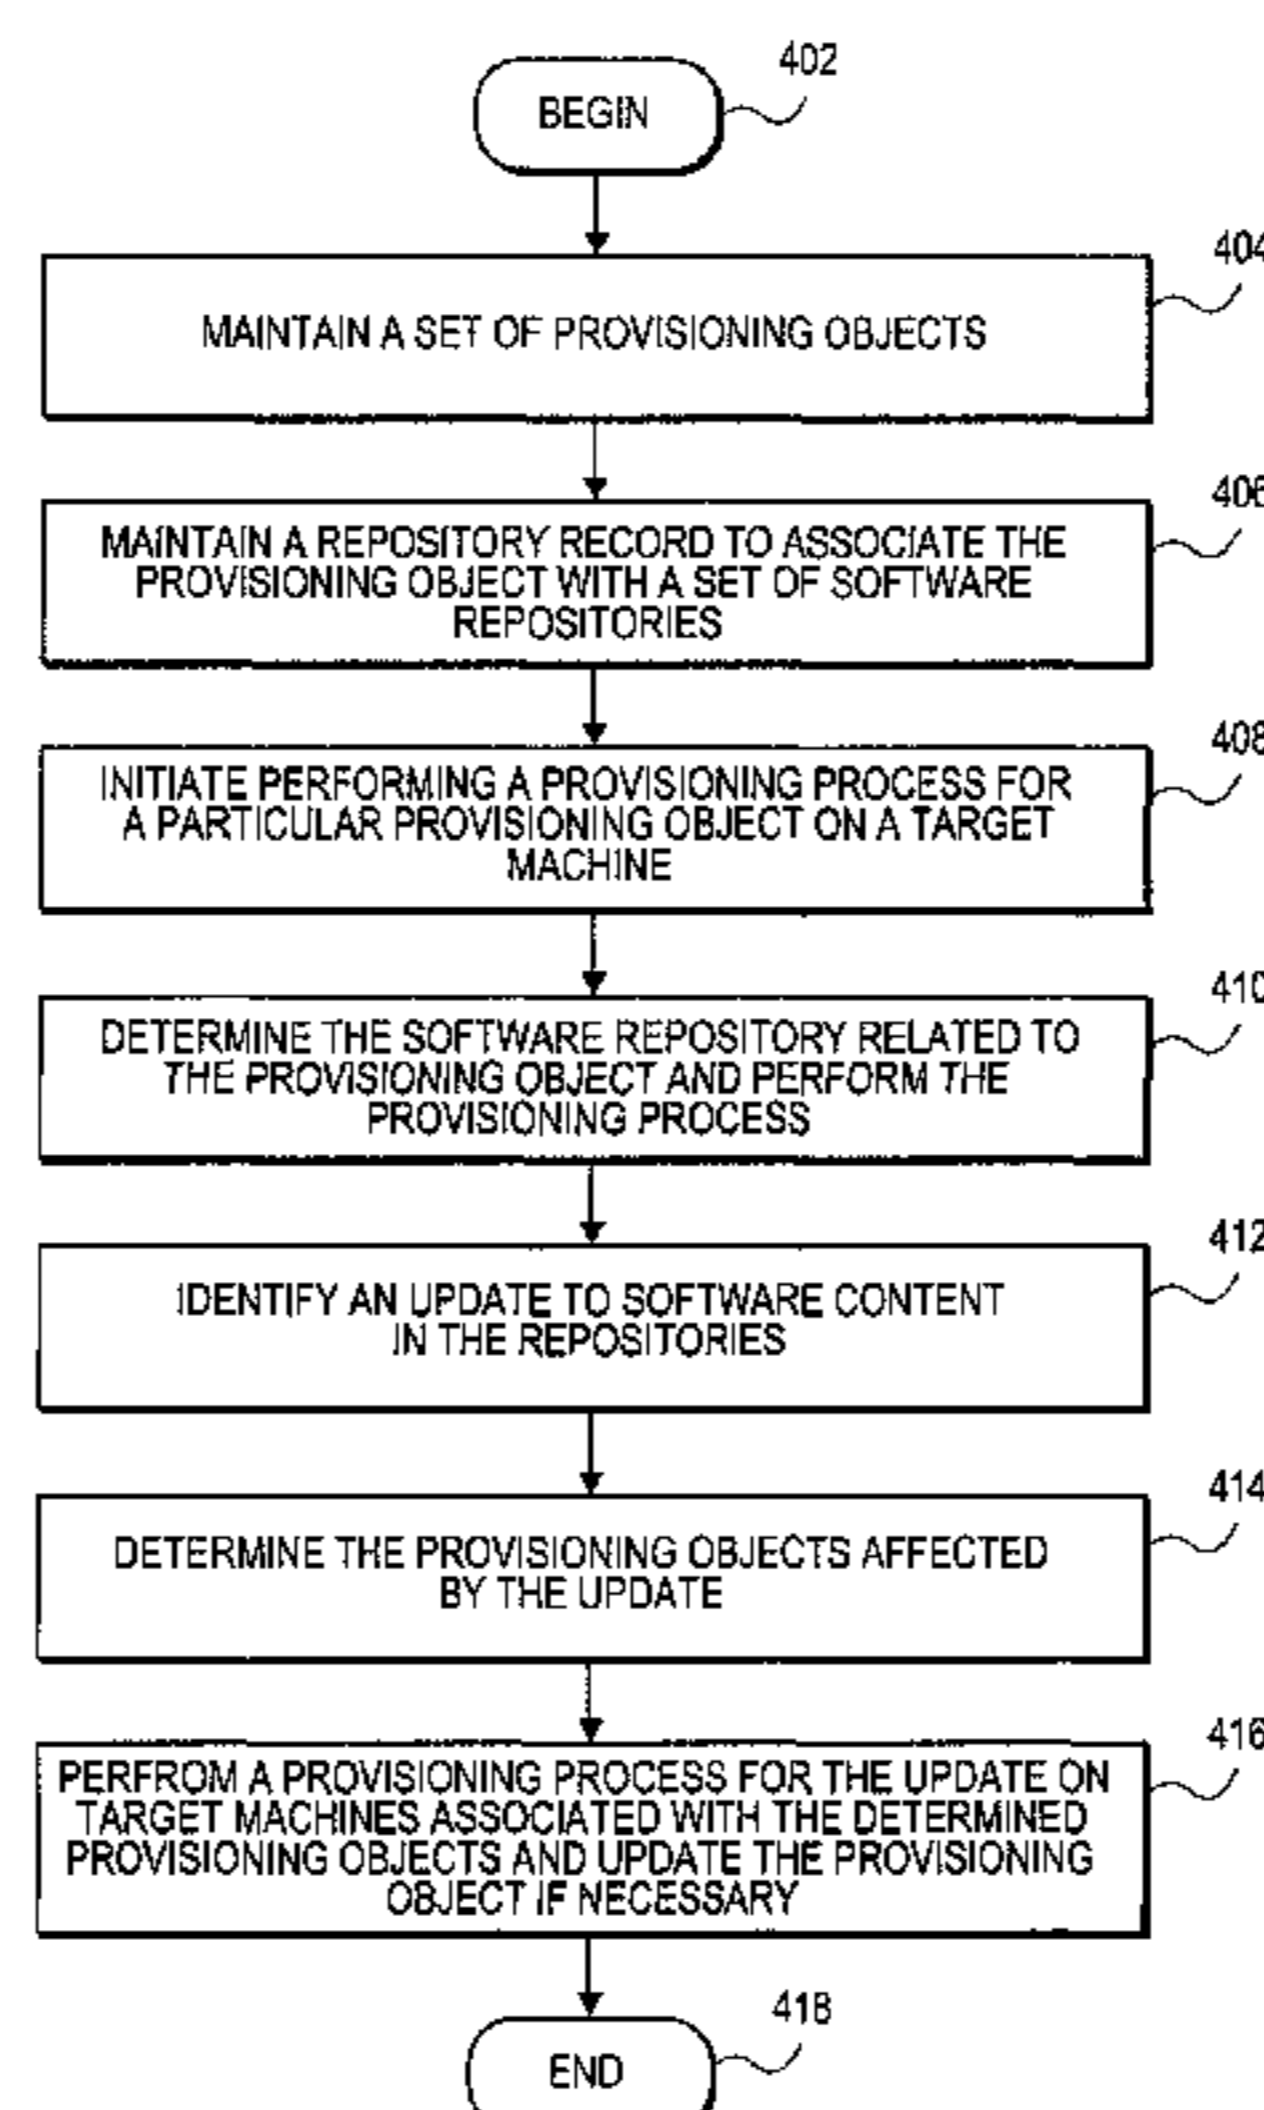 402
BEGIN
404
MAINTAIN A SET OF PROVISIONING OBJECTS
406
MAINTAIN A REPOSITORY RECORD TO ASSOCIATE THE
PROVISIONING OBJECT WITH A SET OF SOFTWARE
REPOSITORIES
408
INITIATE PERFORMING A PROVISIONING PROCESS FOR
A PARTICULAR PROVISIONING OBJECT ON A TARGET
MACHINE
410
DETERMINE THE SOFTWARE REPOSITORY RELATED TO
THE PROVISIONING OBJECT AND PERFORM THE
PROVISIONING PROCESS
412
IDENTIFY AN UPDATE TO SOFTWARE CONTENT
IN THE REPOSITORIES
414
DETERMINE THE PROVISIONING OBJECTS AFFECTED
BY THE UPDATE
416
PERFROM A PROVISIONING PROCESS FOR THE UPDATE ON
TARGET MACHINES ASSOCIATED WITH THE DETERMINED
PROVISIONING OBJECTS AND UPDATE THE PROVISIONING
OBJECT IF NECESSARY
418
END